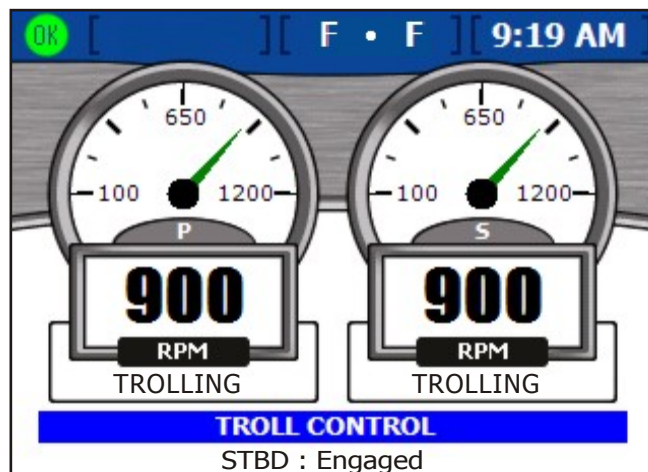 OK [ ][ F • F ][ 9:19 AM ]
650 650
100 1200 100 1200
P S
900 900
RPM RPM
TROLLING TROLLING
TROLL CONTROL
STBD : Engaged